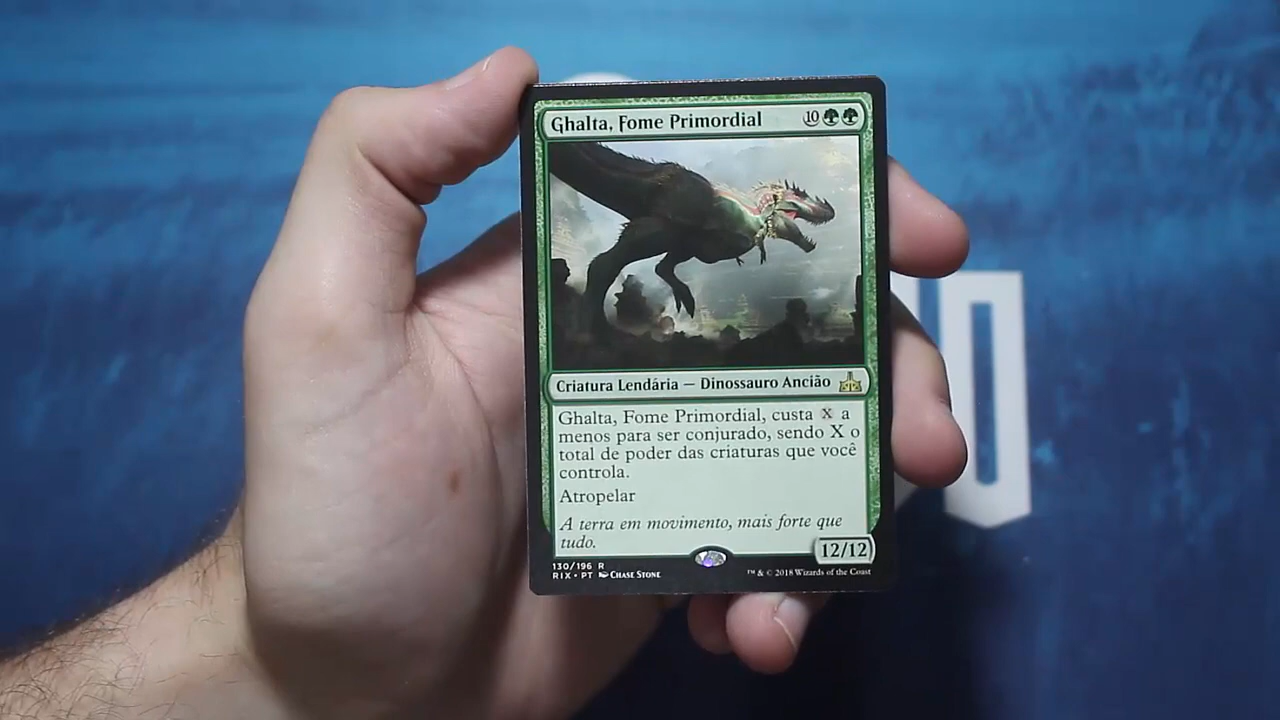 Ghalta, Fome Primordial 10
Criatura Lendária — Dinossauro Ancião
Ghalta, Fome Primordial, custa X a
menos para ser conjurado, sendo X o
total de poder das criaturas que você
controla.
Atropelar
A terra em movimento, mais forte que
tudo.
12/12
130/196 R
RIX • PT Chase Stone
™ & © 2018 Wizards of the Coast